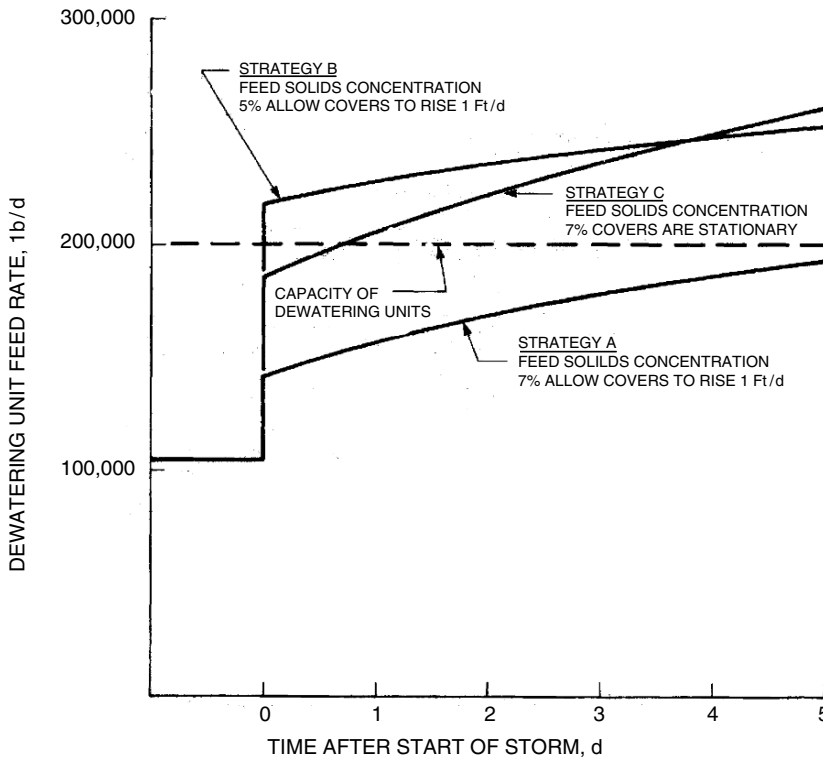 300,000
STRATEGY B
FEED SOLIDS CONCENTRATION
5% ALLOW COVERS TO RISE 1 Ft/d
STRATEGY C
FEED SOLIDS CONCENTRATION
7% COVERS ARE STATIONARY
200,000
CAPACITY OF
DEWATERING UNITS
STRATEGY A
FEED SOLILDS CONCENTRATION
7% ALLOW COVERS TO RISE 1 Ft/d
100,000
DEWATERING UNIT FEED RATE, 1b/d
0 1 2 3 4 5
TIME AFTER START OF STORM, d